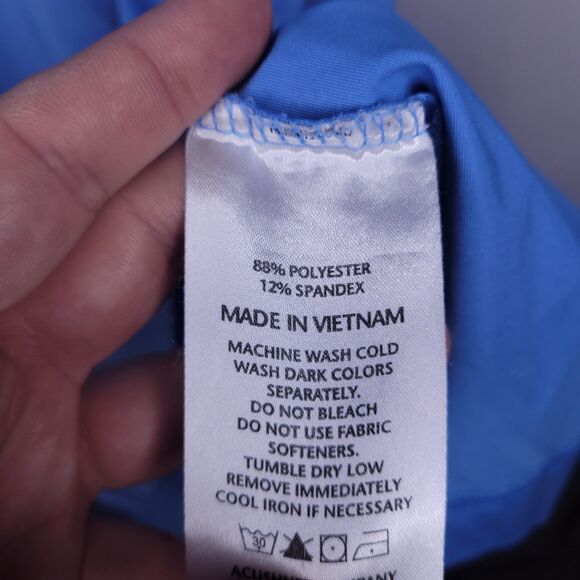 88% POLYESTER
12% SPANDEX
MADE IN VIETNAM
MACHINE WASH COLD
WASH DARK COLORS
SEPARATELY.
DO NOT BLEACH
DO NOT USE FABRIC
SOFTENERS.
TUMBLE DRY LOW
REMOVE IMMEDIATELY
COOL IRON IF NECESSARY
30